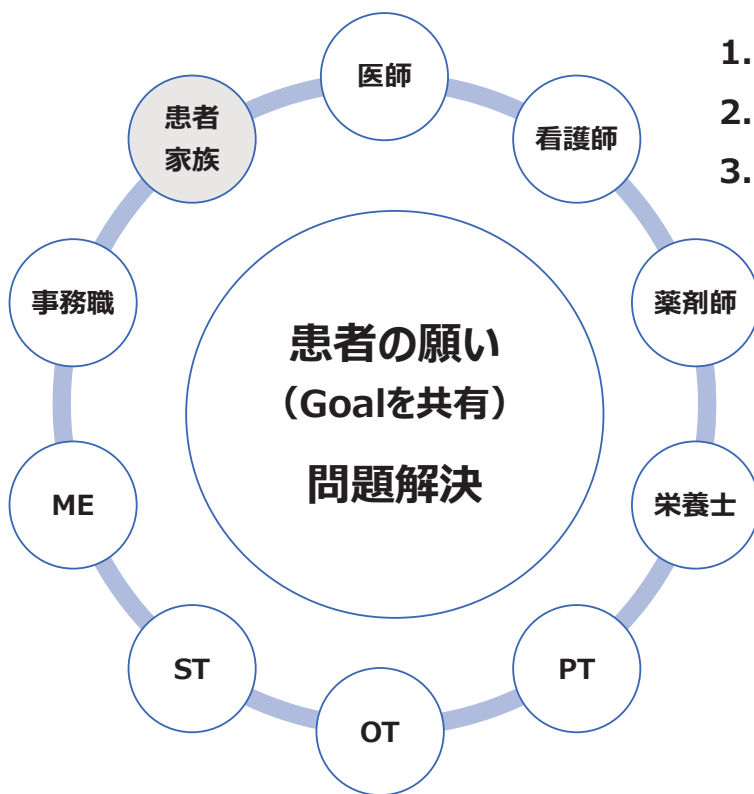 1.
2.
3.
医師
看護師
薬剤師
栄養士
PT
OT
ST
ME
事務職
患者
家族
患者の願い
（Goalを共有）
問題解決